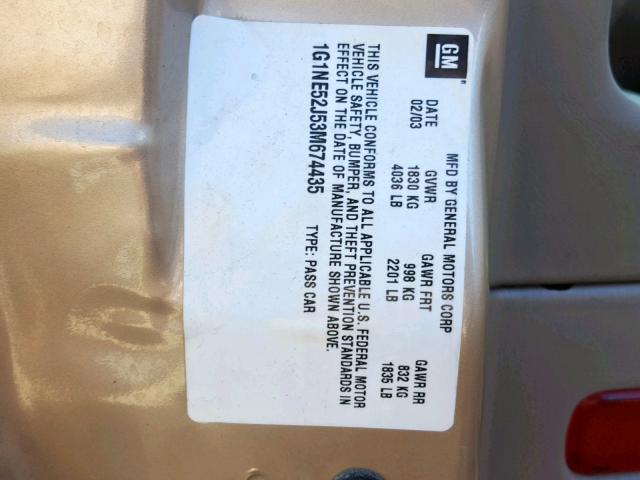 GM
MFD BY GENERAL MOTORS CORP
DATE GVWR GAWR FRT GAWR RR
02/03 1830 KG 998 KG 832 KG
4036 LB 2201 LB 1835 LB
THIS VEHICLE CONFORMS TO ALL APPLICABLE U.S. FEDERAL MOTOR
VEHICLE SAFETY, BUMPER, AND THEFT PREVENTION STANDARDS IN
EFFECT ON THE DATE OF MANUFACTURE SHOWN ABOVE.
1G1NE52J53M674435 TYPE: PASS CAR